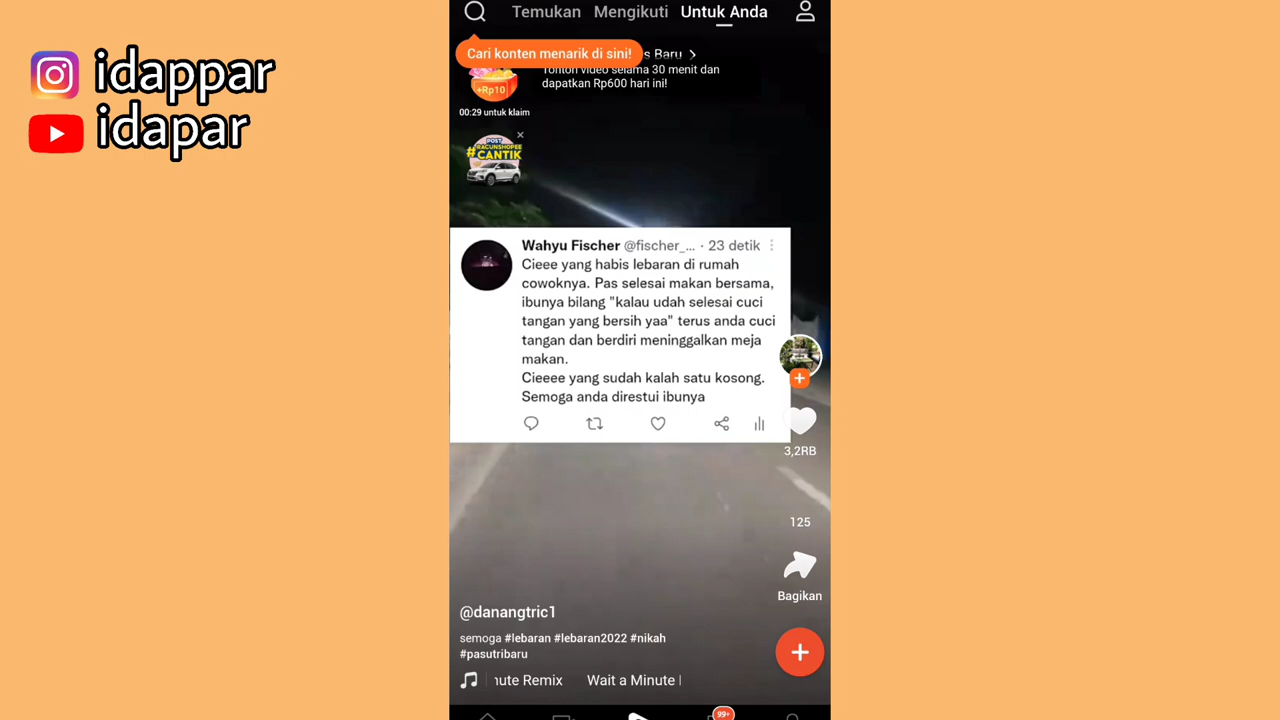 idappar
idapar
Temukan Mengikuti Untuk Anda
Cari konten menarik di sini!
s Baru >
Tonton video selama 30 menit dan
dapatkan Rp600 hari ini!
+Rp10
00:29 untuk klaim
POST
#RACUNSHOPEE
CANTIK
Wahyu Fischer @fischer_... · 23 detik
Cieee yang habis lebaran di rumah
cowoknya. Pas selesai makan bersama,
ibunya bilang "kalau udah selesai cuci
tangan yang bersih yaa" terus anda cuci
tangan dan berdiri meninggalkan meja
makan.
Cieeee yang sudah kalah satu kosong.
Semoga anda direstui ibunya
3,2RB
125
Bagikan
@danangtric1
semoga #lebaran #lebaran2022 #nikah
#pasutribaru
nute Remix Wait a Minute
99+